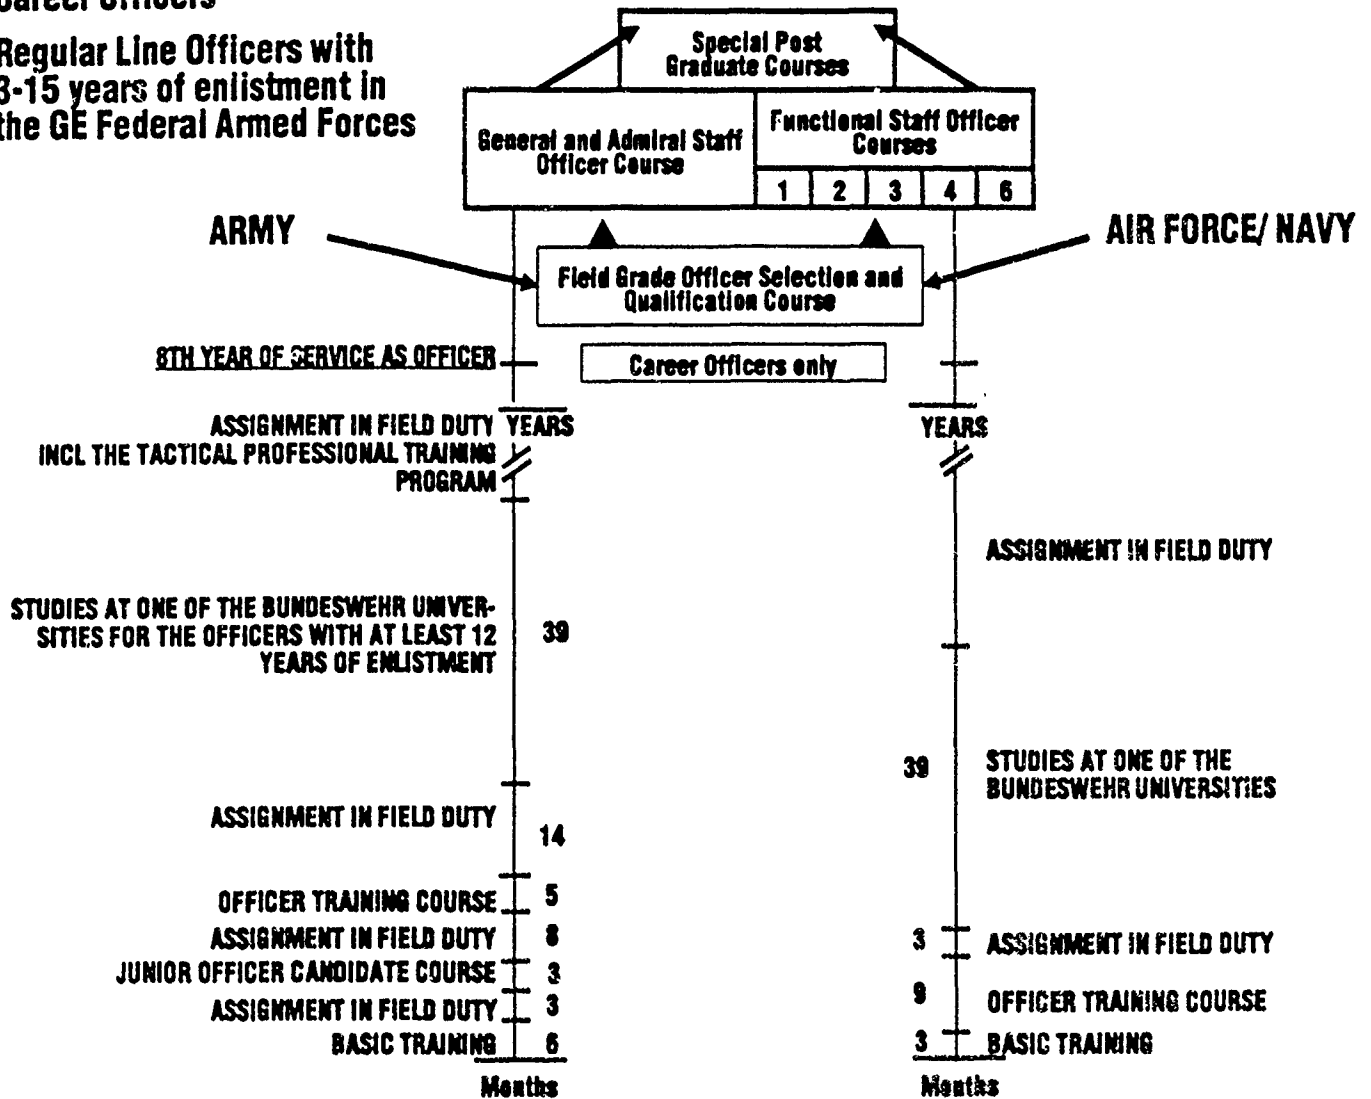 Career Officers
Regular Line Officers with
3-15 years of enlistment in
the GE Federal Armed Forces
Special Post
Graduate Courses
General and Admiral Staff
Officer Course
Functional Staff Officer
Courses
1 2 3 4 6
ARMY
AIR FORCE/ NAVY
Field Grade Officer Selection and
Qualification Course
8TH YEAR OF SERVICE AS OFFICER
Career Officers only
ASSIGNMENT IN FIELD DUTY
INCL THE TACTICAL PROFESSIONAL TRAINING
PROGRAM
YEARS
YEARS
ASSIGNMENT IN FIELD DUTY
STUDIES AT ONE OF THE BUNDESWEHR UNIVER-
SITIES FOR THE OFFICERS WITH AT LEAST 12
YEARS OF ENLISTMENT
39
39
STUDIES AT ONE OF THE
BUNDESWEHR UNIVERSITIES
ASSIGNMENT IN FIELD DUTY
14
OFFICER TRAINING COURSE
5
ASSIGNMENT IN FIELD DUTY
8
JUNIOR OFFICER CANDIDATE COURSE
3
ASSIGNMENT IN FIELD DUTY
3
BASIC TRAINING
6
Months
3
ASSIGNMENT IN FIELD DUTY
9
OFFICER TRAINING COURSE
3
BASIC TRAINING
Months